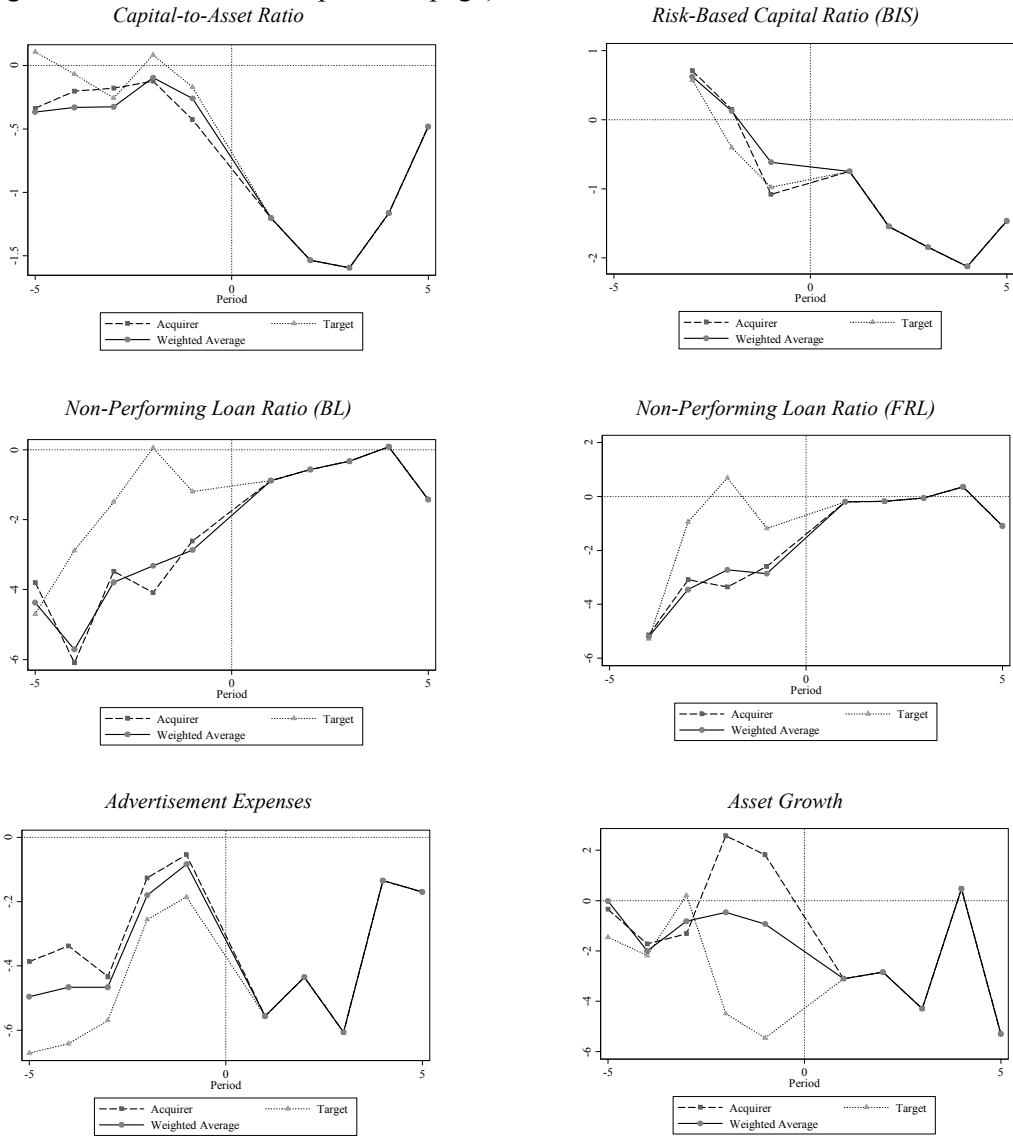 Capital-to-Asset Ratio
0
-.5
-1
-1.5
-5 0 5
Period
Acquirer Target
Weighted Average
Risk-Based Capital Ratio (BIS)
1
0
-1
-2
-5 0 5
Period
Acquirer Target
Weighted Average
Non-Performing Loan Ratio (BL)
0
-2
-4
-6
-5 0 5
Period
Acquirer Target
Weighted Average
Non-Performing Loan Ratio (FRL)
2
0
-2
-4
-6
-5 0 5
Period
Acquirer Target
Weighted Average
Advertisement Expenses
0
-.2
-.4
-.6
-5 0 5
Period
Acquirer Target
Weighted Average
Asset Growth
2
0
-2
-4
-6
-5 0 5
Period
Acquirer Target
Weighted Average